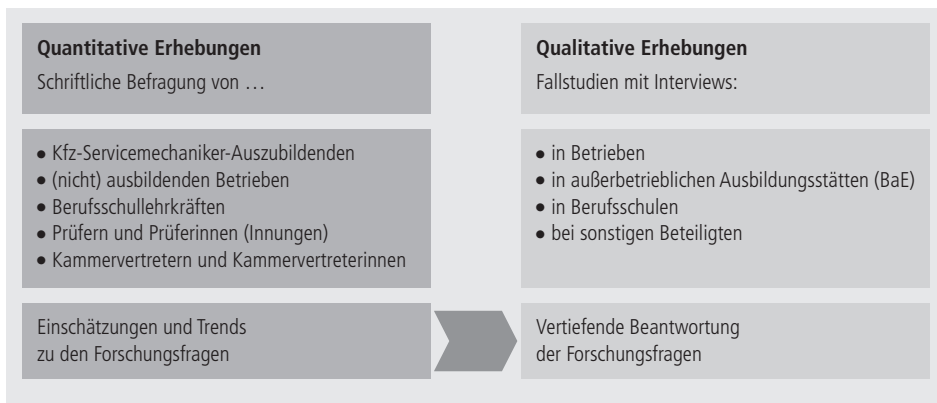 Quantitative Erhebungen
Schriftliche Befragung von …
• Kfz-Servicemechaniker-Auszubildenden
• (nicht) ausbildenden Betrieben
• Berufsschullehrkräften
• Prüfern und Prüferinnen (Innungen)
• Kammervertretern und Kammervertreterinnen
Einschätzungen und Trends
zu den Forschungsfragen
Qualitative Erhebungen
Fallstudien mit Interviews:
• in Betrieben
• in außerbetrieblichen Ausbildungsstätten (BaE)
• in Berufsschulen
• bei sonstigen Beteiligten
Vertiefende Beantwortung
der Forschungsfragen